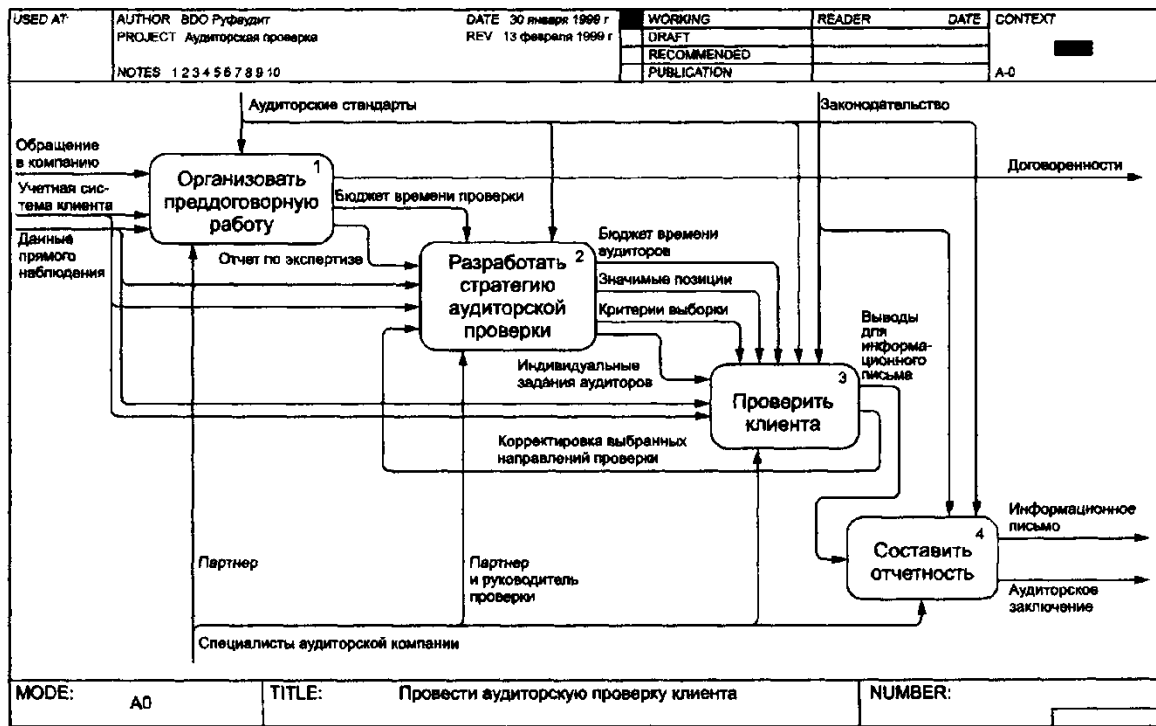 USED AT:
AUTHOR BDO Руфаудит
DATE 30 января 1999 г
WORKING
READER
DATE
CONTEXT
PROJECT Аудиторская проверка
REV 13 февраля 1999 г
DRAFT
RECOMMENDED
NOTES 1 2 3 4 5 6 7 8 9 10
PUBLICATION
A-0
Аудиторские стандарты
Законодательство
Обращение
в компанию
Учетная сис-
тема клиента
Данные
прямого
наблюдения
1
Организовать
преддоговорную
работу
Договоренности
Бюджет времени проверки
Отчет по экспертизе
2
Разработать
стратегию
аудиторской
проверки
Бюджет времени
аудиторов
Значимые позиции
Критерии выборки
Индивидуальные
задания аудиторов
Выводы
для
информа-
ционного
письма
3
Проверить
клиента
Корректировка выбранных
направлений проверки
4
Составить
отчетность
Информационное
письмо
Аудиторское
заключение
Партнер
Партнер
и руководитель
проверки
Специалисты аудиторской компании
MODE:
A0
TITLE:
Провести аудиторскую проверку клиента
NUMBER: